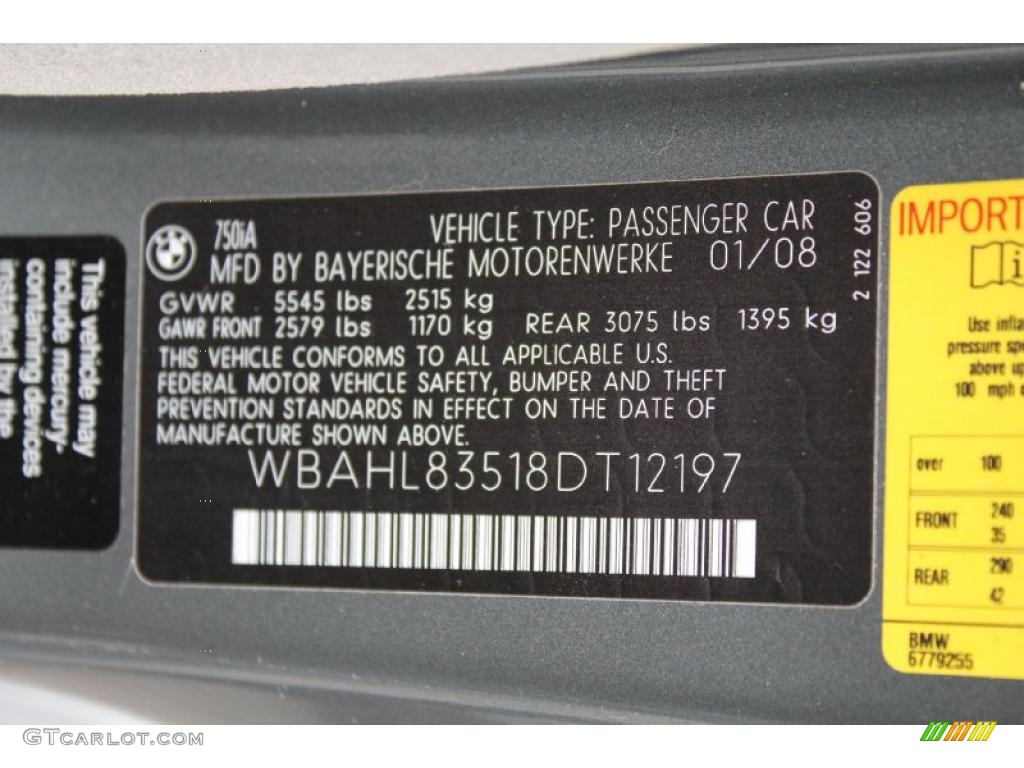 This vehicle may
include mercury-
containing devices
installed by the
750iA
VEHICLE TYPE: PASSENGER CAR
MFD BY BAYERISCHE MOTORENWERKE 01/08
GVWR 5545 lbs 2515 kg
GAWR FRONT 2579 lbs 1170 kg REAR 3075 lbs 1395 kg
THIS VEHICLE CONFORMS TO ALL APPLICABLE U.S.
FEDERAL MOTOR VEHICLE SAFETY, BUMPER AND THEFT
PREVENTION STANDARDS IN EFFECT ON THE DATE OF
MANUFACTURE SHOWN ABOVE.
WBAHL83518DT12197
2 122 606
IMPORT
Use infla
pressure spe
above up
100 mph
over 100
FRONT 240
35
REAR 290
42
BMW
6779255
GTCARLOT.COM